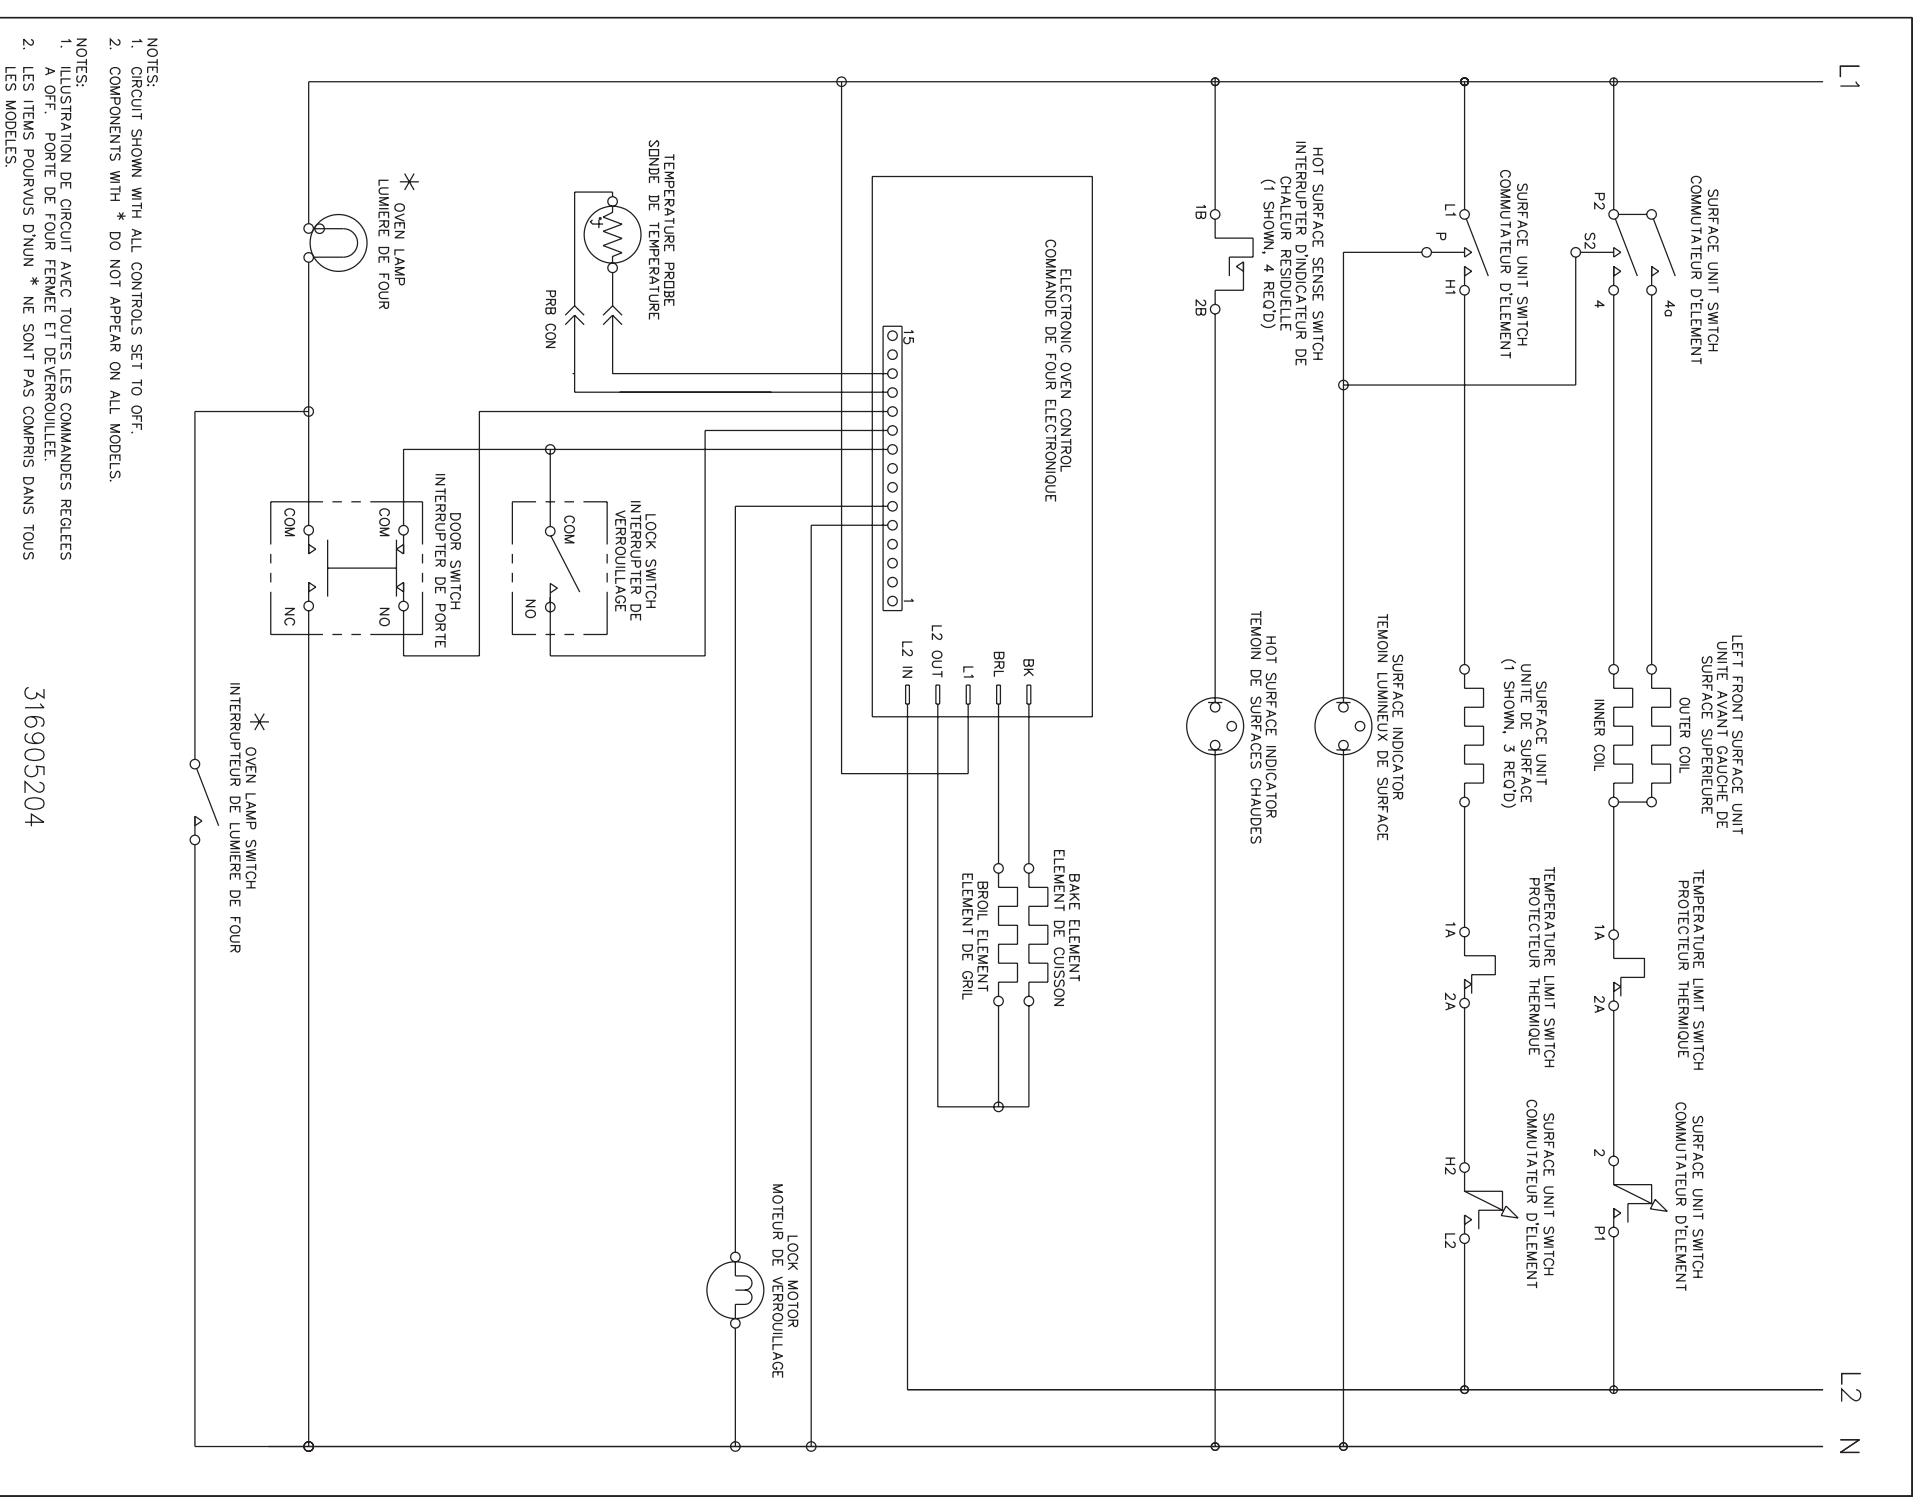 L1
L2
N
SURFACE UNIT SWITCH
COMMUTATEUR D'ELEMENT
P2
S2
4
4a
LEFT FRONT SURFACE UNIT
UNITE AVANT GAUCHE DE
SURFACE SUPERIEURE
OUTER COIL
INNER COIL
TEMPERATURE LIMIT SWITCH
PROTECTEUR THERMIQUE
1A
2A
SURFACE UNIT SWITCH
COMMUTATEUR D'ELEMENT
2
P1
SURFACE UNIT SWITCH
COMMUTATEUR D'ELEMENT
L1
P
H1
SURFACE UNIT
UNITE DE SURFACE
(1 SHOWN, 3 REQ'D)
TEMPERATURE LIMIT SWITCH
PROTECTEUR THERMIQUE
1A
2A
SURFACE UNIT SWITCH
COMMUTATEUR D'ELEMENT
H2
L2
SURFACE INDICATOR
TEMOIN LUMINEUX DE SURFACE
HOT SURFACE SENSE SWITCH
INTERRUPTER D'INDICATEUR DE
CHALEUR RESIDUELLE
(1 SHOWN, 4 REQ'D)
1B
2B
HOT SURFACE INDICATOR
TEMOIN DE SURFACES CHAUDES
ELECTRONIC OVEN CONTROL
COMMANDE DE FOUR ELECTRONIQUE
15
1
BK
BRL
L1
L2 OUT
L2 IN
BAKE ELEMENT
ELEMENT DE CUISSON
BROIL ELEMENT
ELEMENT DE GRIL
TEMPERATURE PROBE
SONDE DE TEMPERATURE
PRB CON
LOCK SWITCH
INTERRUPTER DE
VERROUILLAGE
COM
NO
LOCK MOTOR
MOTEUR DE VERROUILLAGE
DOOR SWITCH
INTERRUPTER DE PORTE
COM
NO
COM
NC
* OVEN LAMP
LUMIERE DE FOUR
* OVEN LAMP SWITCH
INTERRUPTEUR DE LUMIERE DE FOUR
NOTES:
1. CIRCUIT SHOWN WITH ALL CONTROLS SET TO OFF.
2. COMPONENTS WITH * DO NOT APPEAR ON ALL MODELS.
NOTES:
1. ILLUSTRATION DE CIRCUIT AVEC TOUTES LES COMMANDES REGLEES
A OFF. PORTE DE FOUR FERMEE ET DEVERROUILLEE.
2. LES ITEMS POURVUS D'NUN * NE SONT PAS COMPRIS DANS TOUS
LES MODELES.
316905204